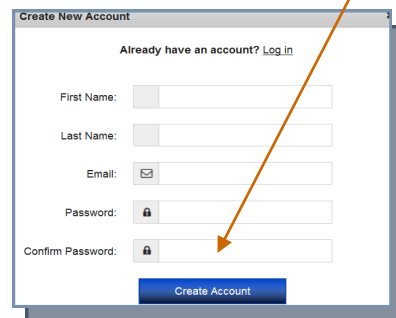 Create New Account
Already have an account? Log in
First Name:
Last Name:
Email:
Password:
Confirm Password:
Create Account